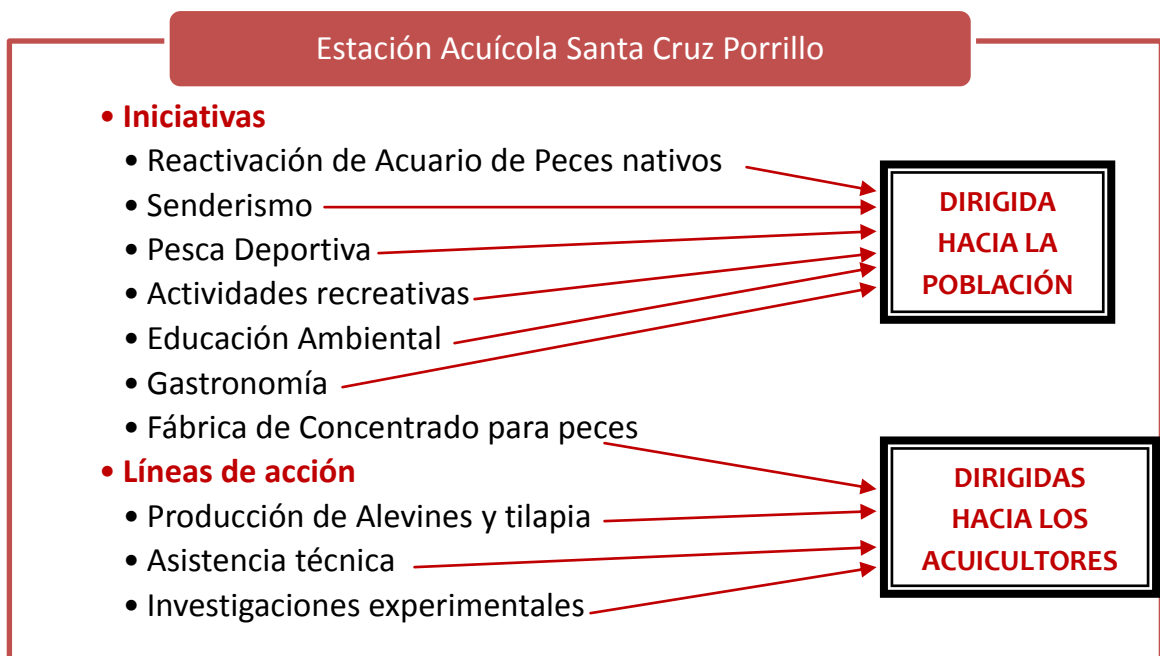 Estación Acuícola Santa Cruz Porrillo
• Iniciativas
• Reactivación de Acuario de Peces nativos
• Senderismo
• Pesca Deportiva
• Actividades recreativas
• Educación Ambiental
• Gastronomía
• Fábrica de Concentrado para peces
• Líneas de acción
• Producción de Alevines y tilapia
• Asistencia técnica
• Investigaciones experimentales
DIRIGIDA
HACIA LA
POBLACIÓN
DIRIGIDAS
HACIA LOS
ACUICULTORES